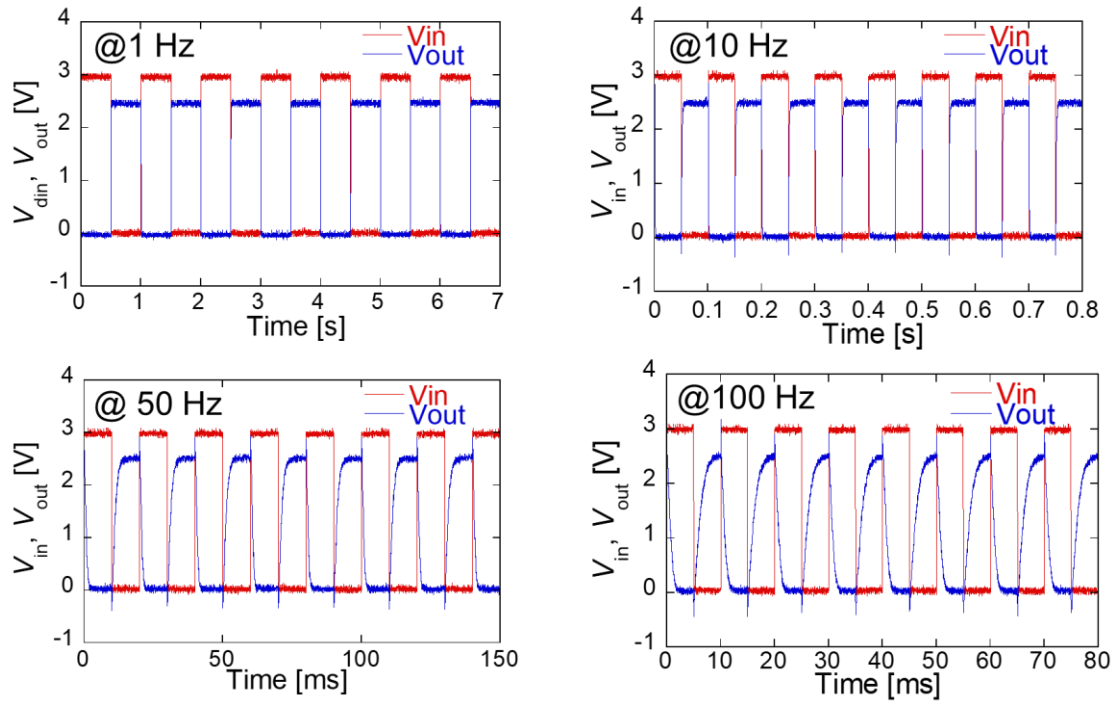 @1 Hz
Vin
Vout
4
3
2
1
0
-1
V_din, V_out [V]
0 1 2 3 4 5 6 7
Time [s]
@10 Hz
Vin
Vout
4
3
2
1
0
-1
V_in, V_out [V]
0 0.1 0.2 0.3 0.4 0.5 0.6 0.7 0.8
Time [s]
@ 50 Hz
Vin
Vout
4
3
2
1
0
-1
V_in, V_out [V]
0 50 100 150
Time [ms]
@100 Hz
Vin
Vout
4
3
2
1
0
-1
V_in, V_out [V]
0 10 20 30 40 50 60 70 80
Time [ms]